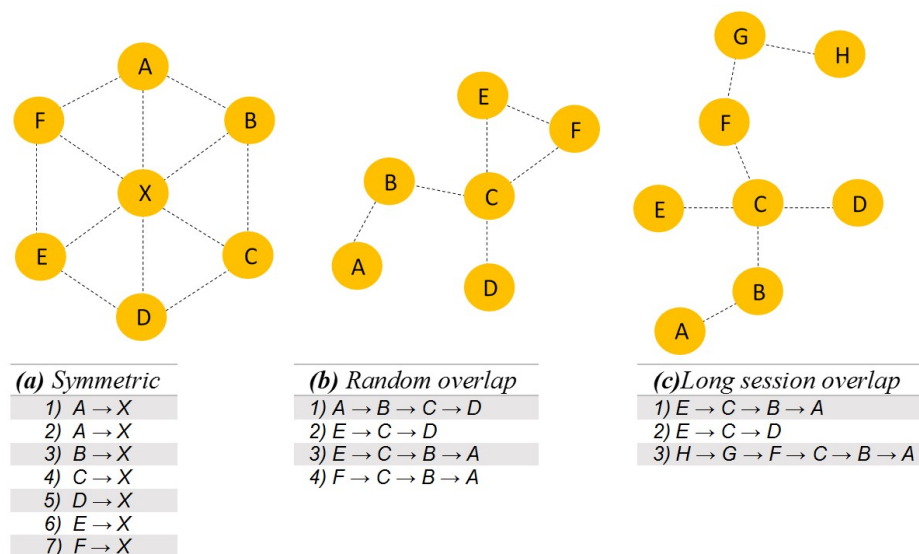 A
F
B
X
E
C
D
E
F
B
C
A
D
G
H
F
E
C
D
B
A
(a) Symmetric
1) A → X
2) A → X
3) B → X
4) C → X
5) D → X
6) E → X
7) F → X
(b) Random overlap
1) A → B → C → D
2) E → C → D
3) E → C → B → A
4) F → C → B → A
(c)Long session overlap
1) E → C → B → A
2) E → C → D
3) H → G → F → C → B → A